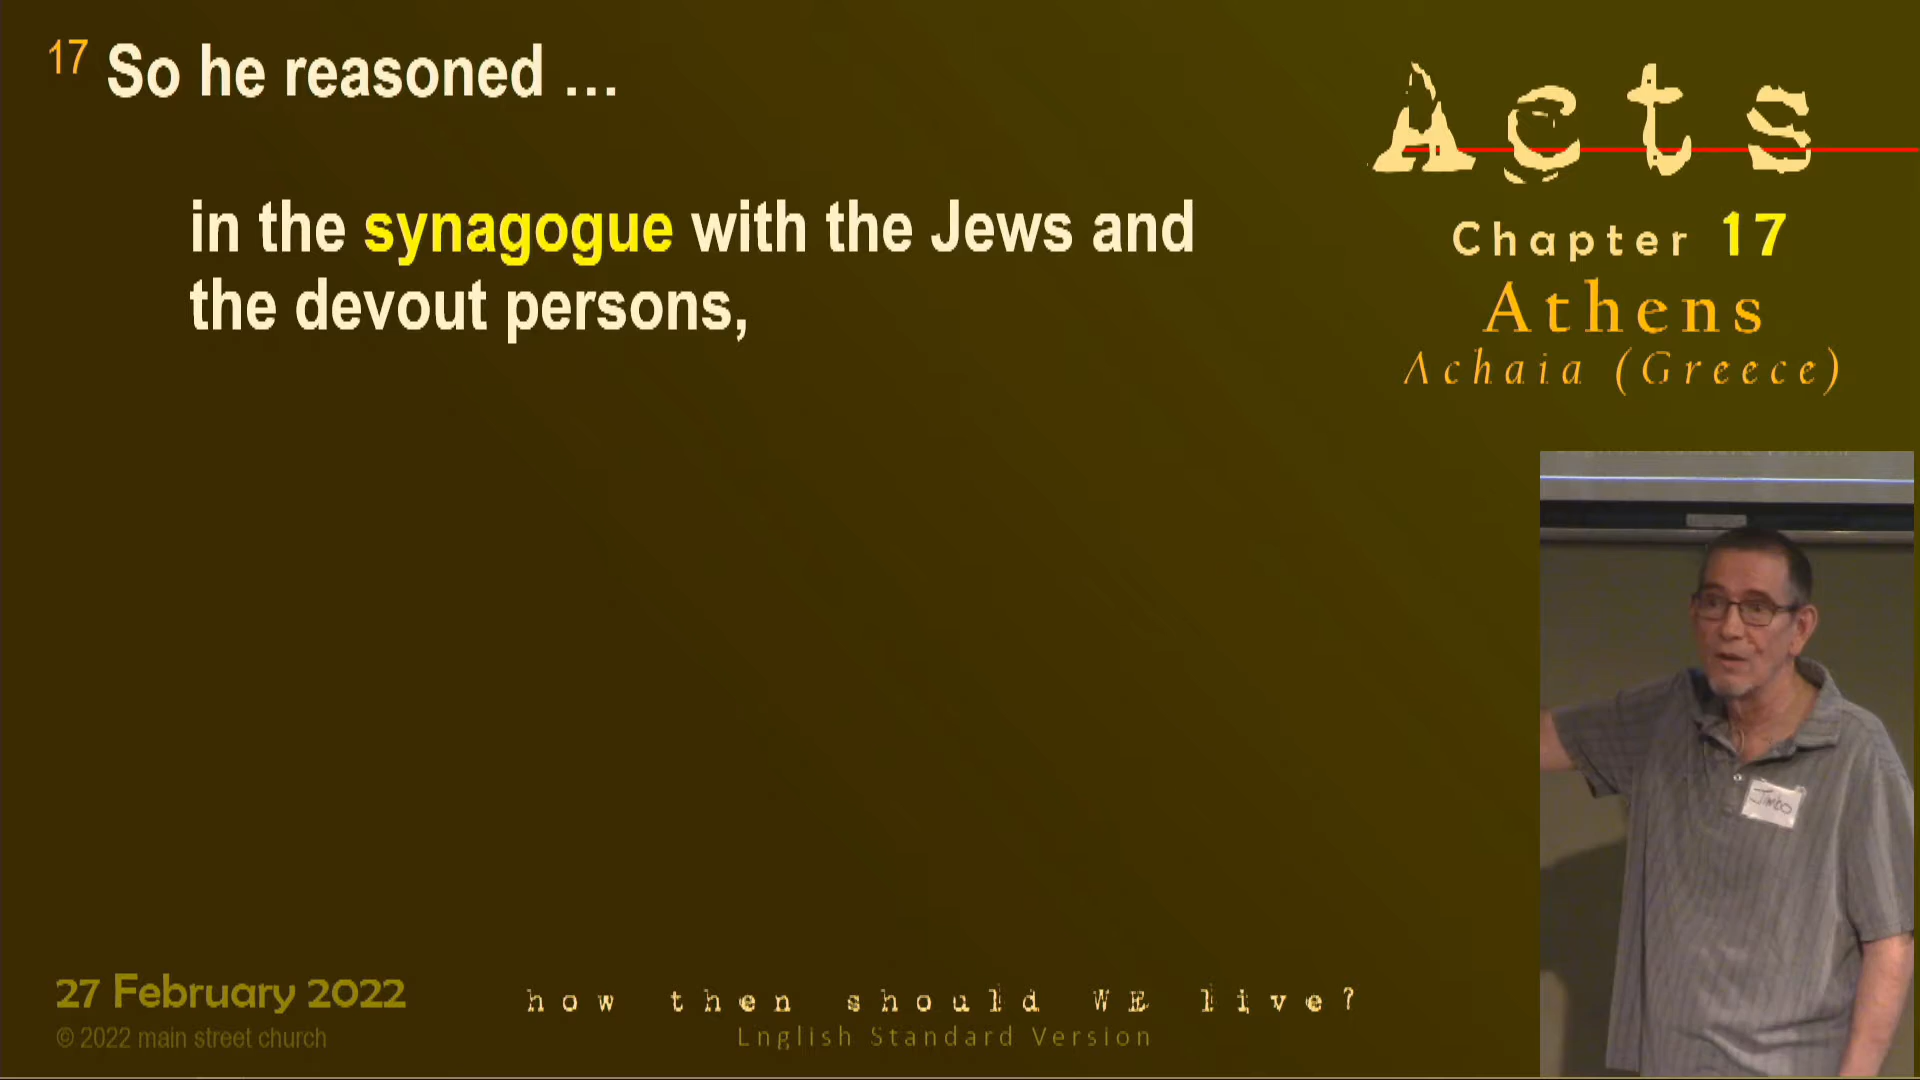 17 So he reasoned …
in the synagogue with the Jews and
the devout persons,
Acts
Chapter 17
Athens
Achaia (Greece)
Jimbo
27 February 2022
© 2022 main street church
how then should WE live?
English Standard Version